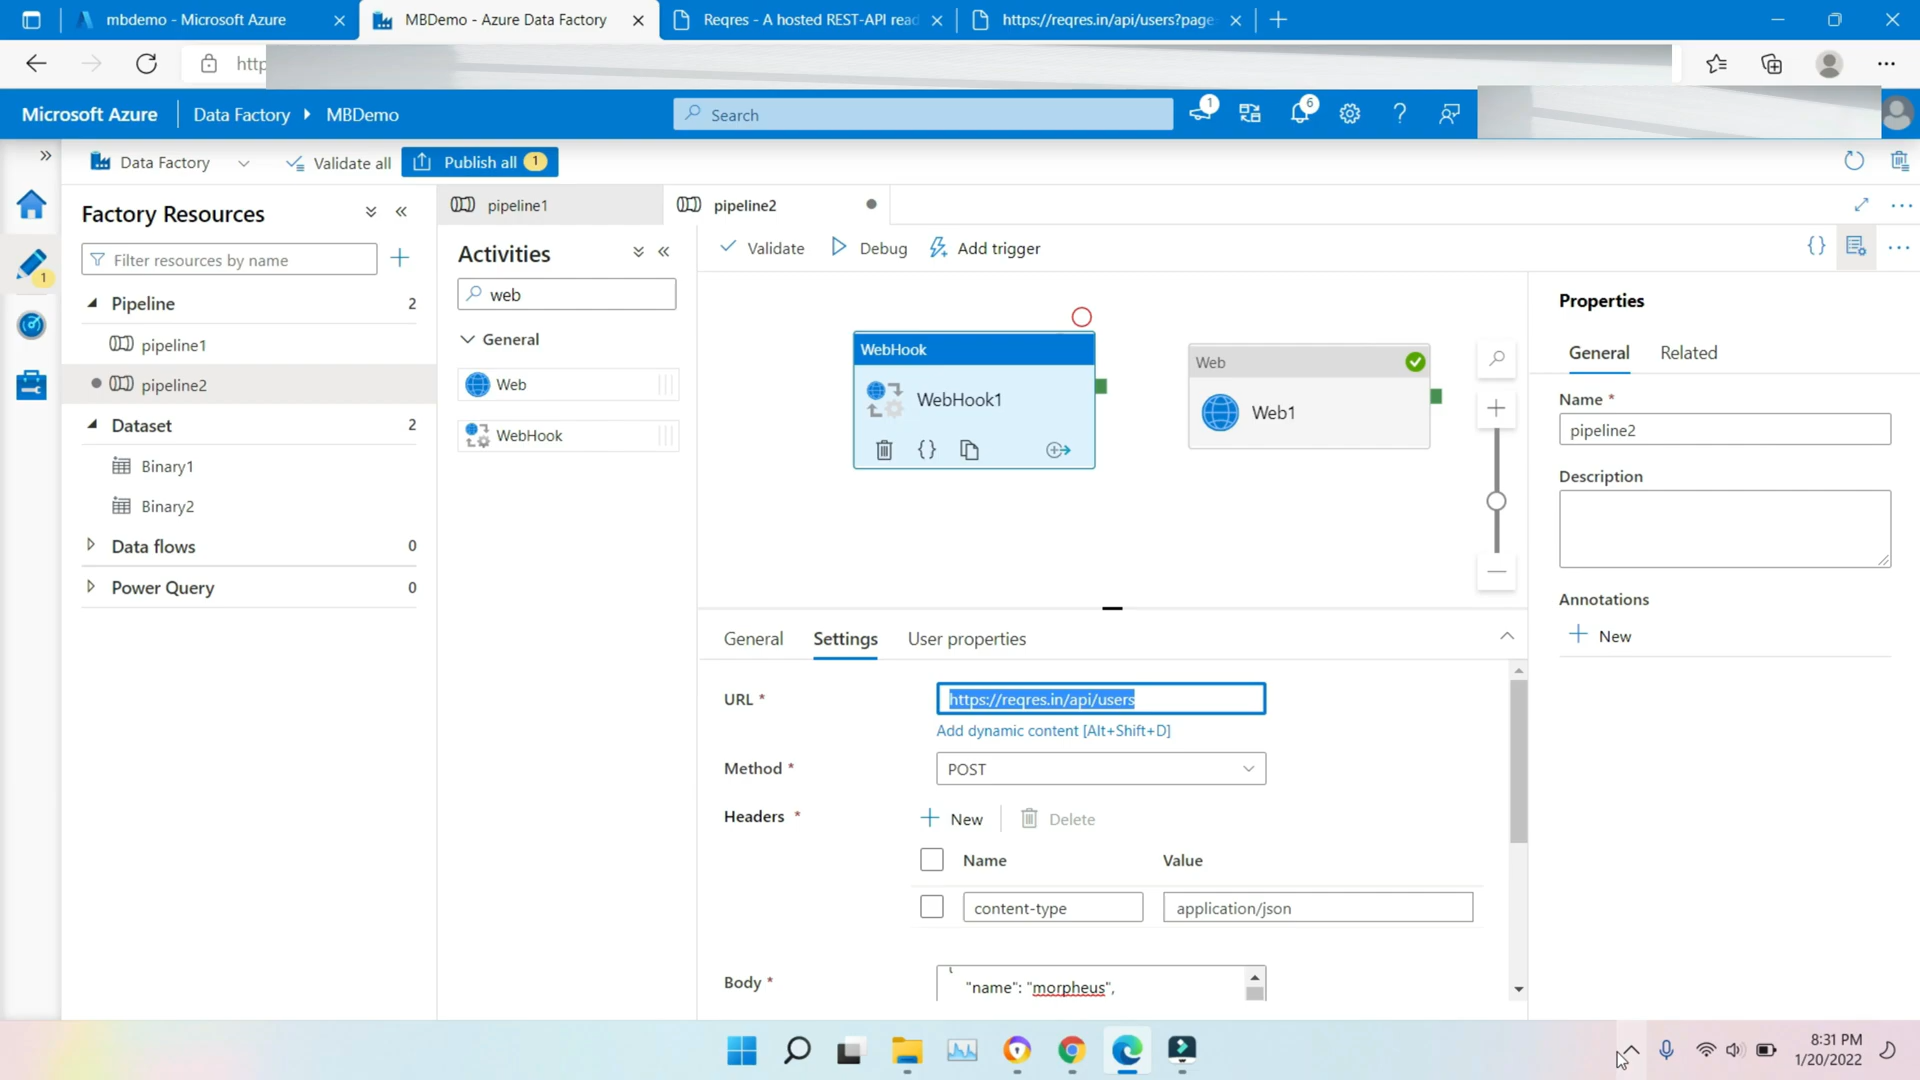 mbdemo - Microsoft Azure
MBDemo - Azure Data Factory
Reqres - A hosted REST-API read
https://reqres.in/api/users?page
http
Microsoft Azure
Data Factory
MBDemo
Search
1
6
Data Factory
Validate all
Publish all
1
Factory Resources
Filter resources by name
1
Pipeline
2
pipeline1
pipeline2
Dataset
2
Binary1
Binary2
Data flows
0
Power Query
0
pipeline1
pipeline2
Activities
web
General
Web
WebHook
Validate
Debug
Add trigger
WebHook
WebHook1
{}
Web
Web1
General
Settings
User properties
URL *
https://reqres.in/api/users
Add dynamic content [Alt+Shift+D]
Method *
POST
Headers *
New
Delete
Name
Value
content-type
application/json
Body *
"name": "morpheus",
{}
Properties
General
Related
Name *
pipeline2
Description
Annotations
New
8:31 PM
1/20/2022